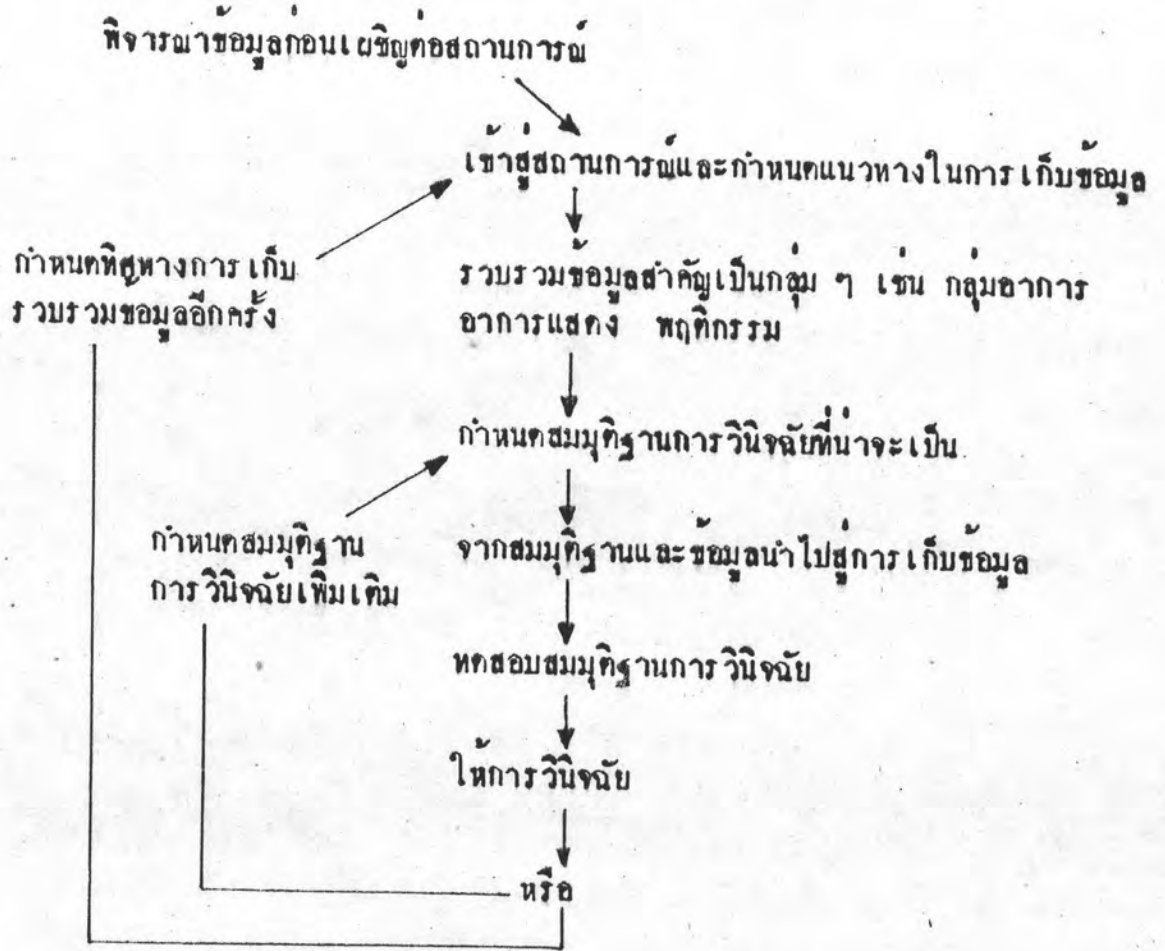 พิจารณาข้อมูลก่อนเผชิญต่อสถานการณ์
เข้าสู่สถานการณ์และกำหนดแนวทางในการเก็บข้อมูล
กำหนดทิศทางการเก็บ
รวบรวมข้อมูลอีกครั้ง
รวบรวมข้อมูลสำคัญเป็นกลุ่ม ๆ เช่น กลุ่มอาการ
อาการแสดง พฤติกรรม
กำหนดสมมุติฐานการวินิจฉัยที่น่าจะเป็น
กำหนดสมมุติฐาน
การวินิจฉัยเพิ่มเติม
จากสมมุติฐานและข้อมูลนำไปสู่การเก็บข้อมูล
ทดสอบสมมุติฐานการวินิจฉัย
ให้การวินิจฉัย
หรือ